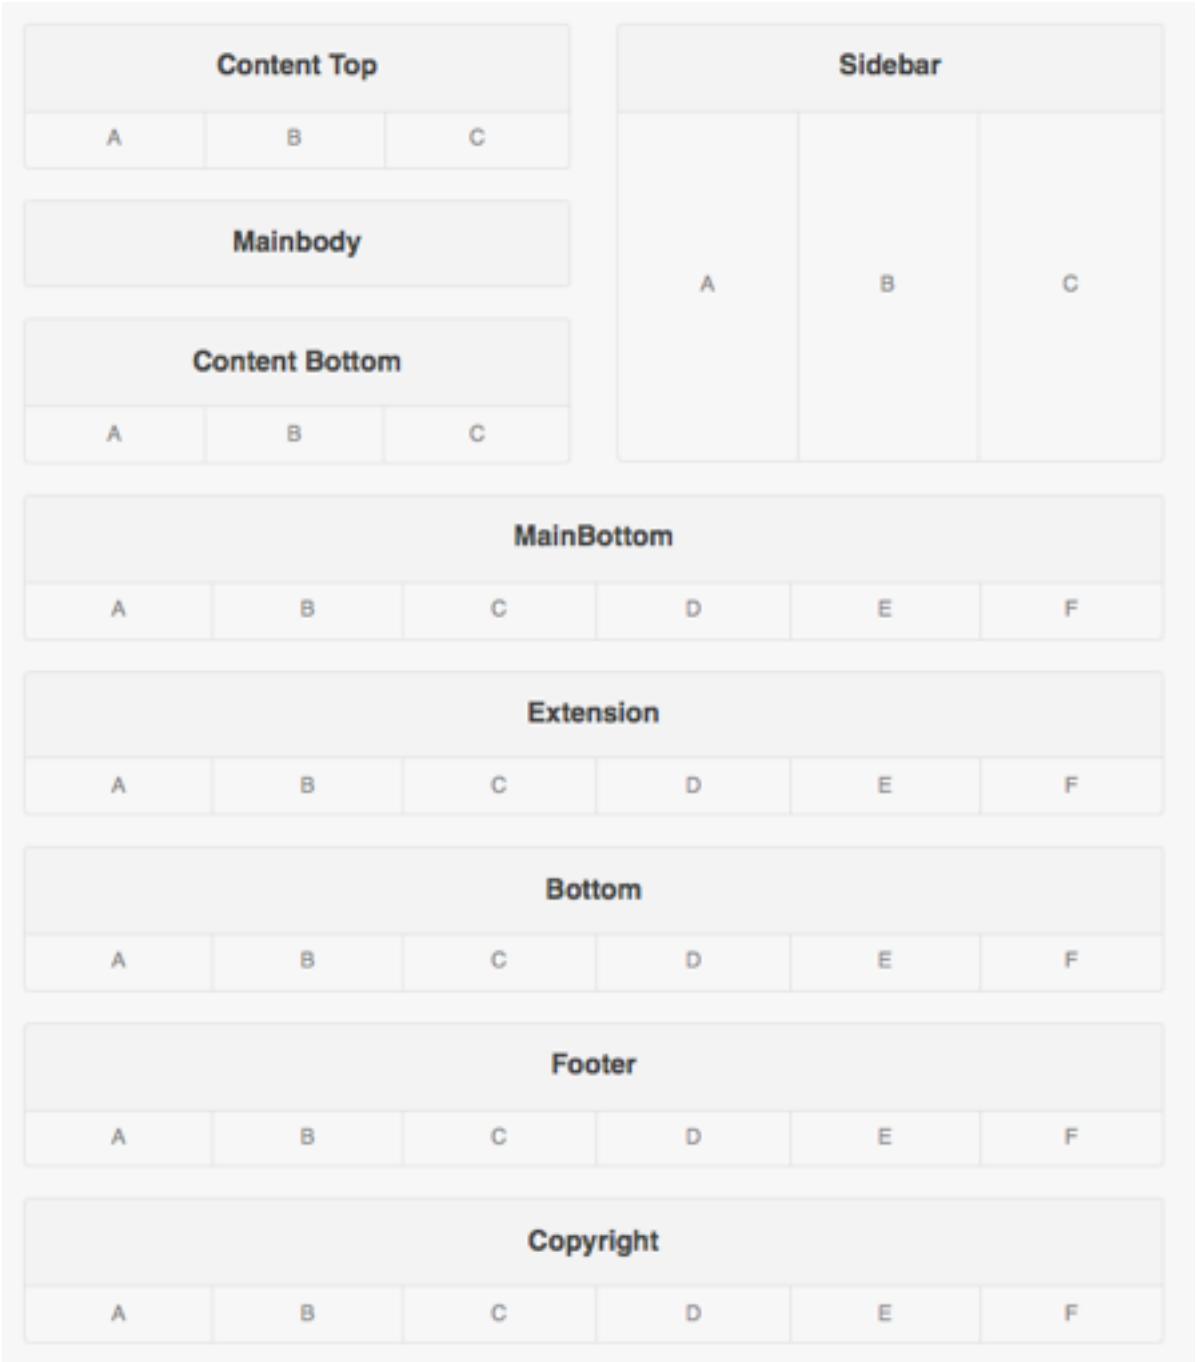 Content Top
A B C
Mainbody
Content Bottom
A B C
Sidebar
A B C
MainBottom
A B C D E F
Extension
A B C D E F
Bottom
A B C D E F
Footer
A B C D E F
Copyright
A B C D E F